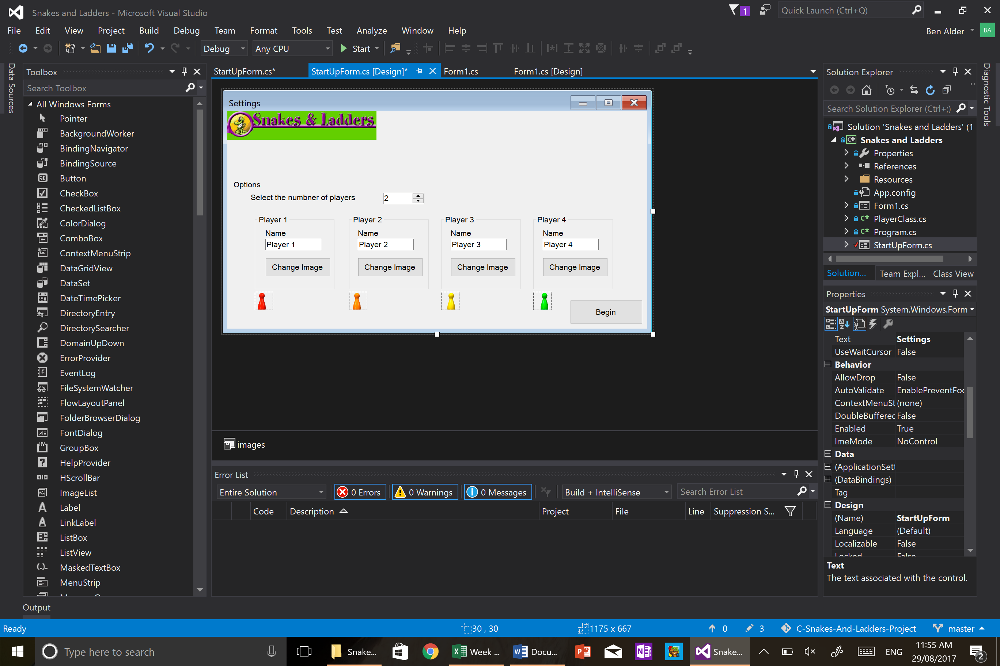 Snakes and Ladders - Microsoft Visual Studio
1
Quick Launch (Ctrl+Q)
File Edit View Project Build Debug Team Format Tools Test Analyze Window Help
Ben Alder BA
Debug Any CPU Start
Data Sources
Toolbox
Search Toolbox
All Windows Forms
Pointer
BackgroundWorker
BindingNavigator
BindingSource
Button
CheckBox
CheckedListBox
ColorDialog
ComboBox
ContextMenuStrip
DataGridView
DataSet
DateTimePicker
DirectoryEntry
DirectorySearcher
DomainUpDown
ErrorProvider
EventLog
FileSystemWatcher
FlowLayoutPanel
FolderBrowserDialog
FontDialog
GroupBox
HelpProvider
HScrollBar
ImageList
Label
LinkLabel
ListBox
ListView
MaskedTextBox
MenuStrip
Output
StartUpForm.cs* StartUpForm.cs [Design]* Form1.cs Form1.cs [Design]
Settings
Snakes & Ladders
Options
Select the numbner of players 2
Player 1 Player 2 Player 3 Player 4
Name Name Name Name
Player 1 Player 2 Player 3 Player 4
Change Image Change Image Change Image Change Image
Begin
images
Error List
Entire Solution 0 Errors 0 Warnings 0 Messages Build + IntelliSense Search Error List
Code Description Project File Line Suppression S...
Solution Explorer
Search Solution Explorer (Ctrl+;)
Solution 'Snakes and Ladders' (1
C# Snakes and Ladders
Properties
References
Resources
App.config
Form1.cs
C# PlayerClass.cs
C# Program.cs
StartUpForm.cs
Solution... Team Expl... Class View
Properties
StartUpForm System.Windows.Form
Text Settings
UseWaitCursor False
Behavior
AllowDrop False
AutoValidate EnablePreventFoc
ContextMenuSt (none)
DoubleBuffered False
Enabled True
ImeMode NoControl
Data
(ApplicationSett
(DataBindings)
Tag
Design
(Name) StartUpForm
Language (Default)
Localizable False
Locked False
Text
The text associated with the control.
Diagnostic Tools
Ready 30 , 30 1175 x 667 0 3 C-Snakes-And-Ladders-Project master
Type here to search Snake... Week ... Docu... Snake... ENG 11:55 AM
29/08/2017 2